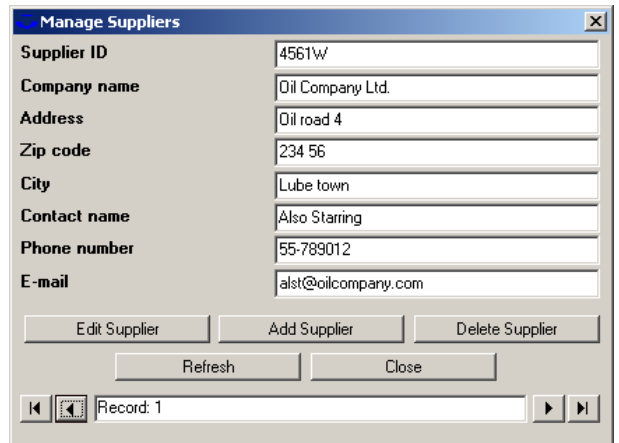 Manage Suppliers
Supplier ID 4561W
Company name Oil Company Ltd.
Address Oil road 4
Zip code 234 56
City Lube town
Contact name Also Starring
Phone number 55-789012
E-mail alst@oilcompany.com
Edit Supplier Add Supplier Delete Supplier
Refresh Close
Record: 1